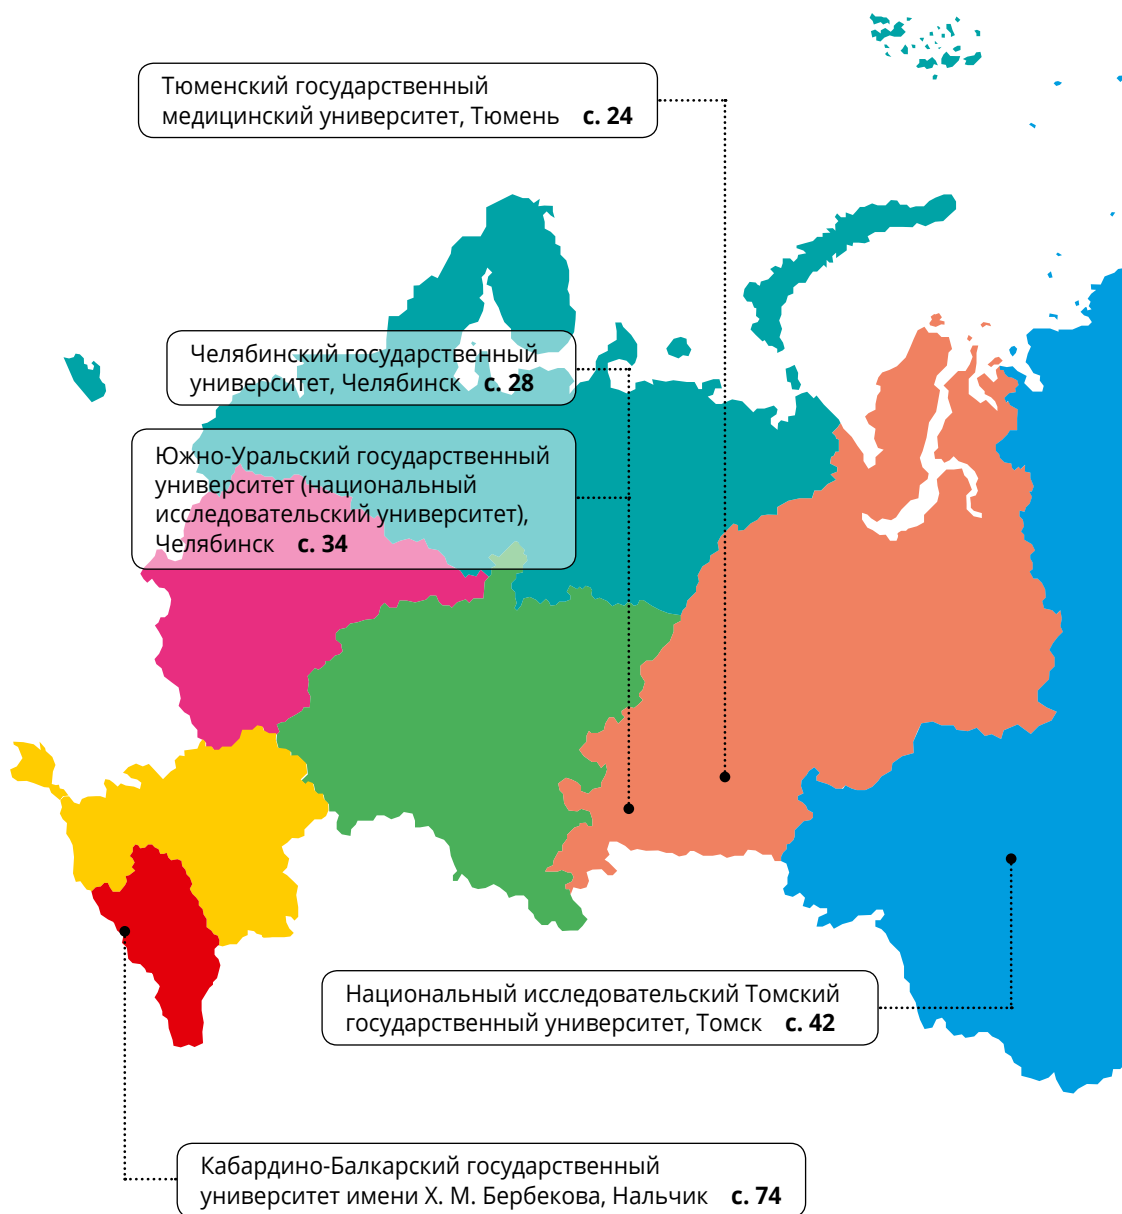 Тюменский государственный
медицинский университет, Тюмень с. 24
Челябинский государственный
университет, Челябинск с. 28
Южно-Уральский государственный
университет (национальный
исследовательский университет),
Челябинск с. 34
Национальный исследовательский Томский
государственный университет, Томск с. 42
Кабардино-Балкарский государственный
университет имени Х. М. Бербекова, Нальчик с. 74